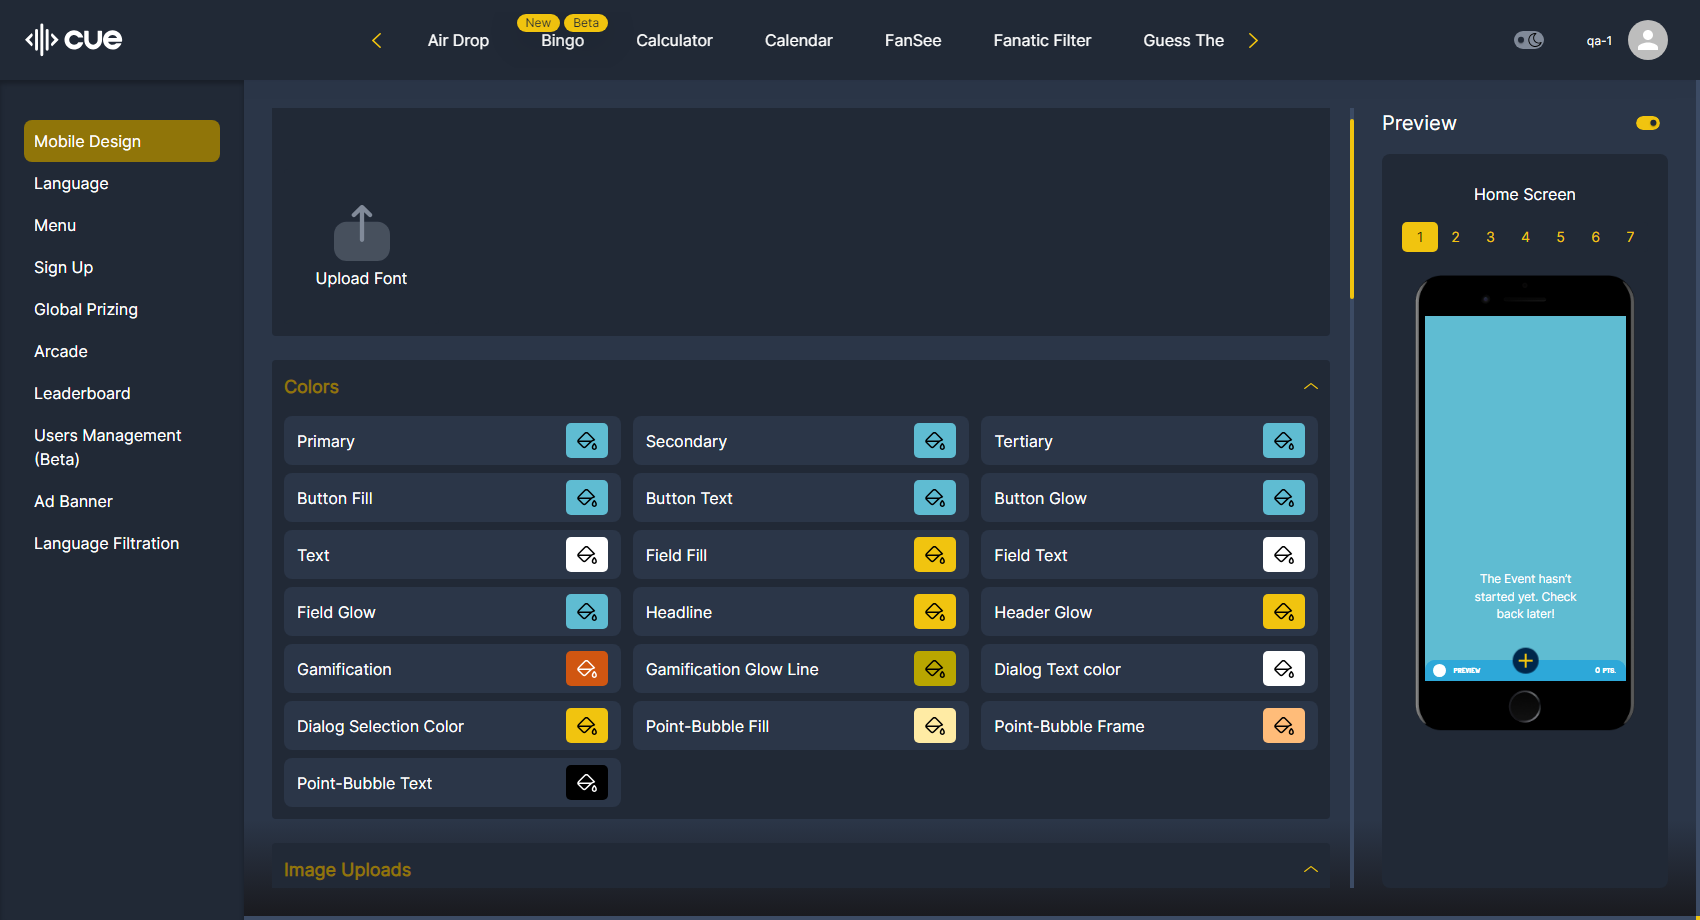 cue
Air Drop
New
Beta
Bingo
Calculator
Calendar
FanSee
Fanatic Filter
Guess The
qa-1
Mobile Design
Language
Menu
Sign Up
Global Prizing
Arcade
Leaderboard
Users Management
(Beta)
Ad Banner
Language Filtration
Upload Font
Colors
Primary
Secondary
Tertiary
Button Fill
Button Text
Button Glow
Text
Field Fill
Field Text
Field Glow
Headline
Header Glow
Gamification
Gamification Glow Line
Dialog Text color
Dialog Selection Color
Point-Bubble Fill
Point-Bubble Frame
Point-Bubble Text
Image Uploads
Preview
Home Screen
1 2 3 4 5 6 7
The Event hasn't
started yet. Check
back later!
PREVIEW
0 PTS.